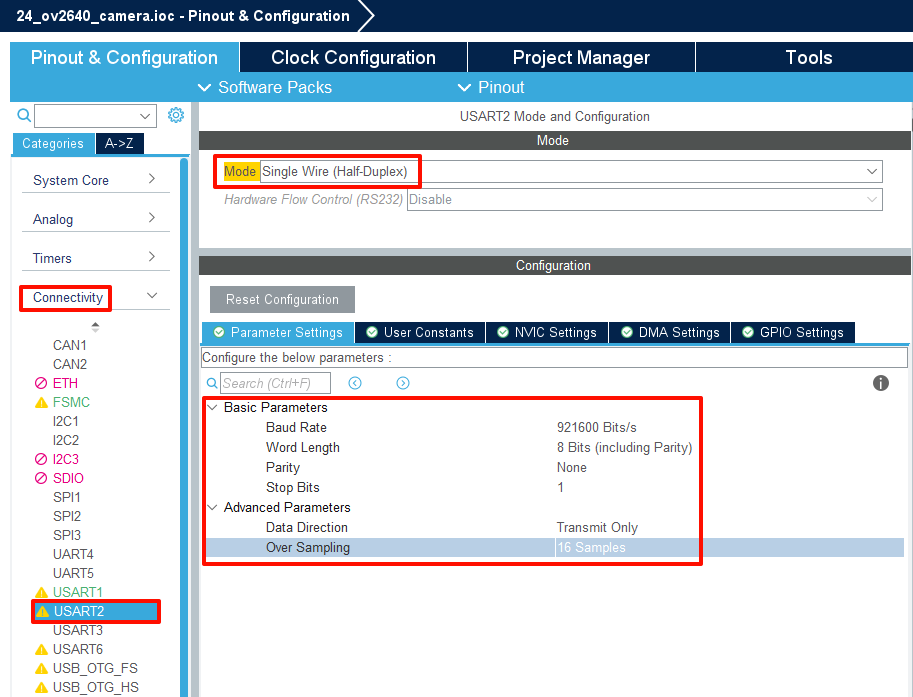 24_ov2640_camera.ioc - Pinout & Configuration
Pinout & Configuration
Clock Configuration
Project Manager
Tools
Software Packs
Pinout
Categories
A->Z
System Core
Analog
Timers
Connectivity
CAN1
CAN2
ETH
FSMC
I2C1
I2C2
I2C3
SDIO
SPI1
SPI2
SPI3
UART4
UART5
USART1
USART2
USART3
USART6
USB_OTG_FS
USB_OTG_HS
USART2 Mode and Configuration
Mode
Mode Single Wire (Half-Duplex)
Hardware Flow Control (RS232) Disable
Configuration
Reset Configuration
Parameter Settings
User Constants
NVIC Settings
DMA Settings
GPIO Settings
Configure the below parameters :
Search (Ctrl+F)
Basic Parameters
Baud Rate 921600 Bits/s
Word Length 8 Bits (including Parity)
Parity None
Stop Bits 1
Advanced Parameters
Data Direction Transmit Only
Over Sampling 16 Samples